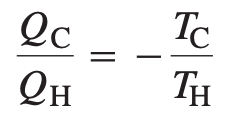 Q_C/Q_H = −T_C/T_H